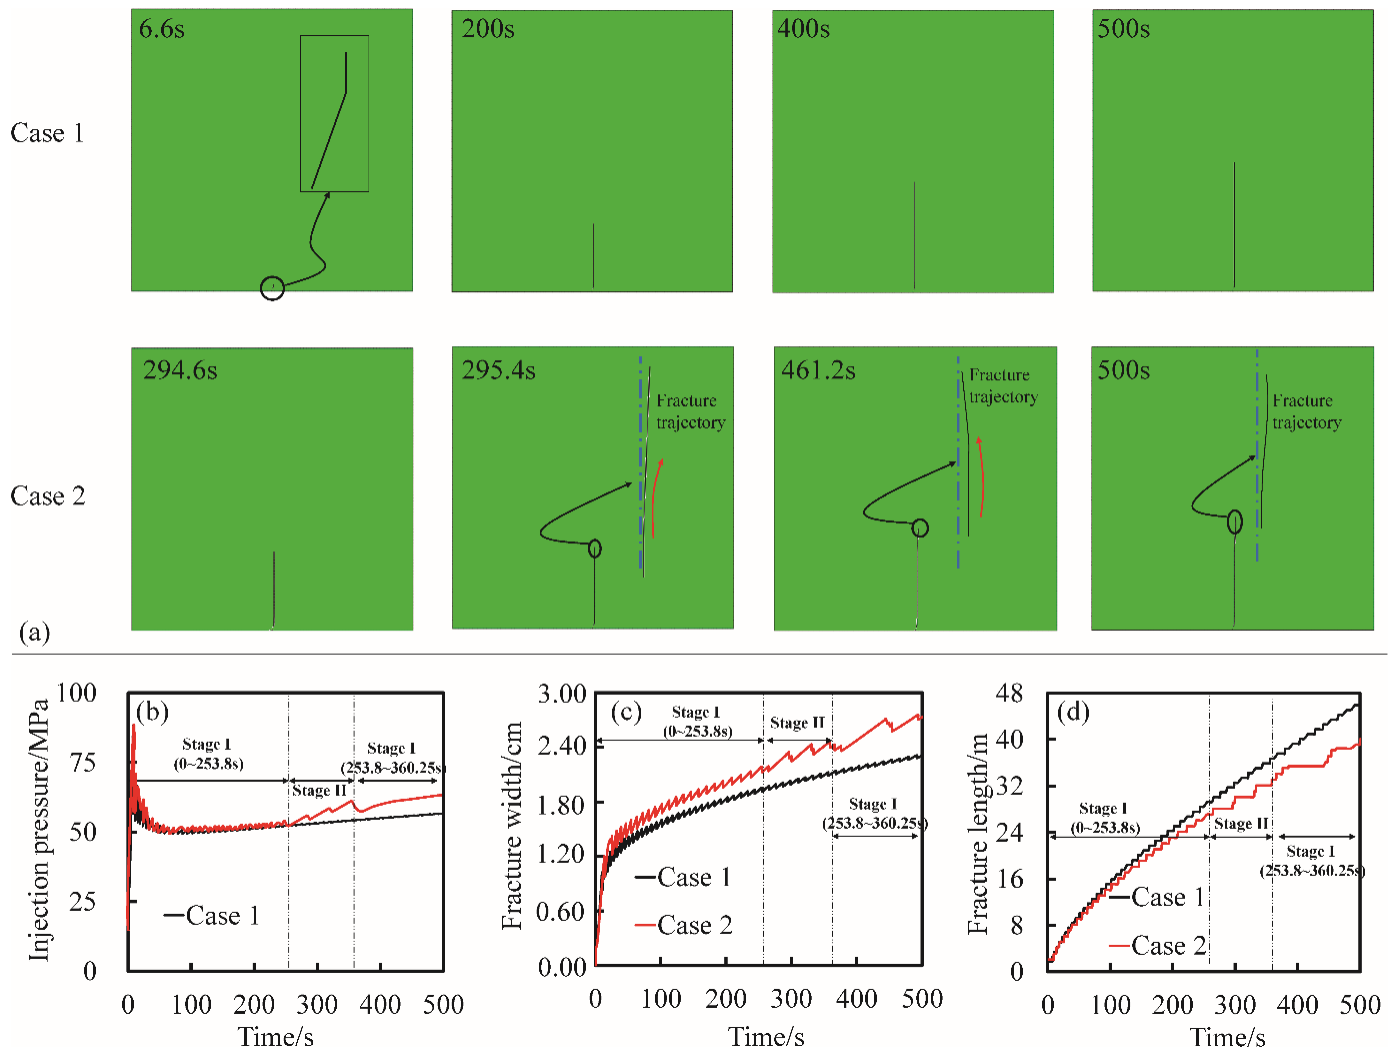 6.6s
200s
400s
500s
Case 1
294.6s
295.4s
461.2s
500s
Fracture
trajectory
Fracture
trajectory
Fracture
trajectory
Case 2
(a)
100
75
50
25
0
Injection pressure/MPa
(b)
Stage I
(0~253.8s)
Stage II
Stage I
(253.8~360.25s)
Case 1
0
100
200
300
400
500
Time/s
3.00
2.40
1.80
1.20
0.60
0.00
Fracture width/cm
(c)
Stage I
(0~253.8s)
Stage II
Stage I
(253.8~360.25s)
Case 1
Case 2
0
100
200
300
400
500
Time/s
48
40
32
24
16
8
0
Fracture length/m
(d)
Stage I
(0~253.8s)
Stage II
Stage I
(253.8~360.25s)
Case 1
Case 2
0
100
200
300
400
500
Time/s